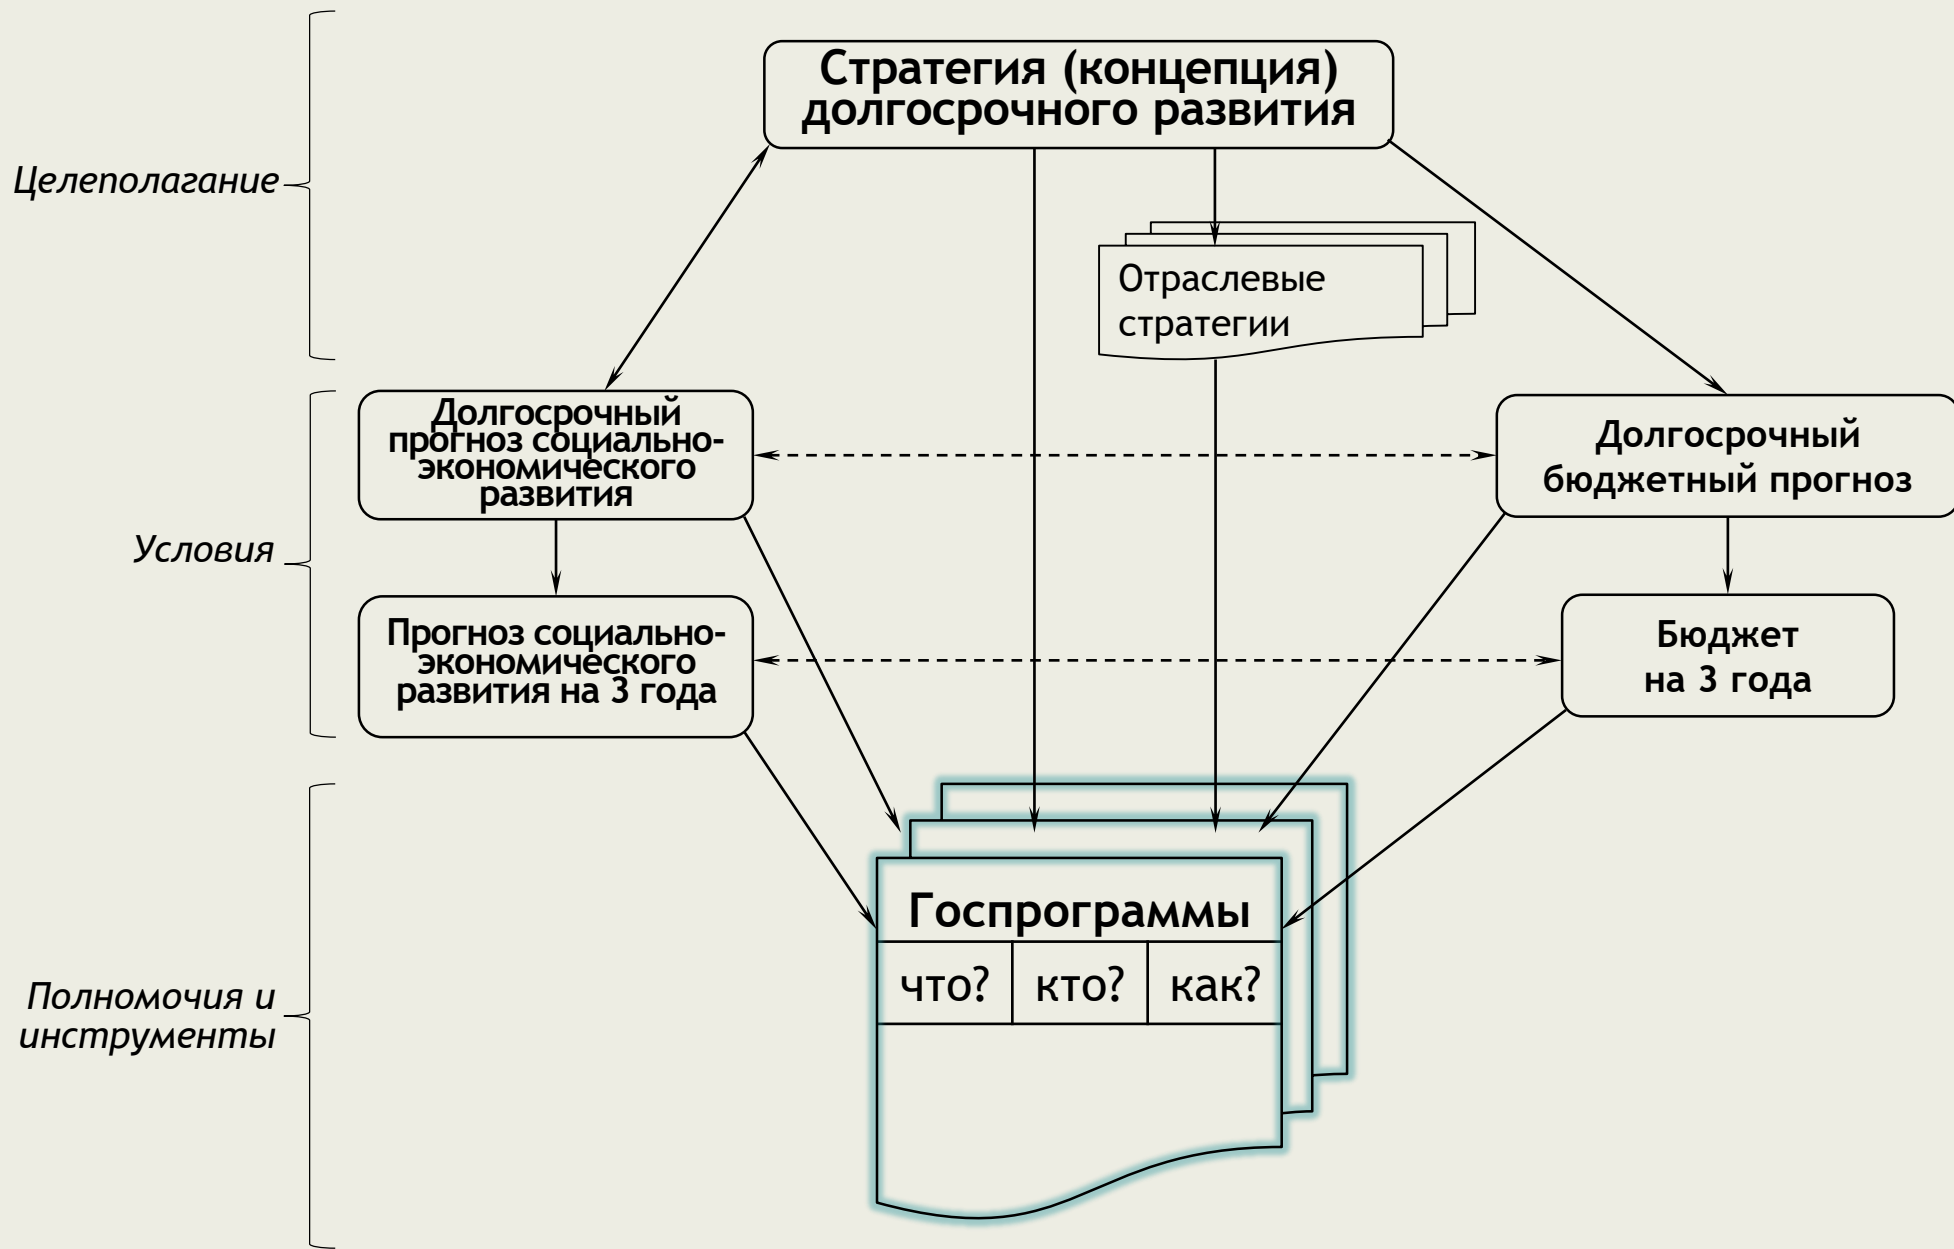 Стратегия (концепция)
долгосрочного развития
Целеполагание
Отраслевые
стратегии
Долгосрочный
прогноз социально-
экономического
развития
Долгосрочный
бюджетный прогноз
Условия
Прогноз социально-
экономического
развития на 3 года
Бюджет
на 3 года
Госпрограммы
что? кто? как?
Полномочия и
инструменты